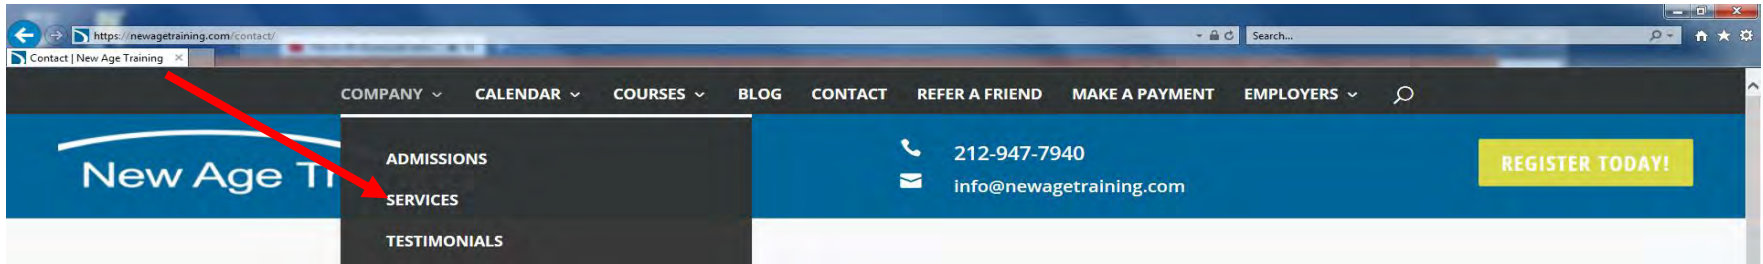 https://newagetraining.com/contact/
Search...
Contact | New Age Training
COMPANY CALENDAR COURSES BLOG CONTACT REFER A FRIEND MAKE A PAYMENT EMPLOYERS
ADMISSIONS
212-947-7940
REGISTER TODAY!
New Age Tr
info@newagetraining.com
SERVICES
TESTIMONIALS